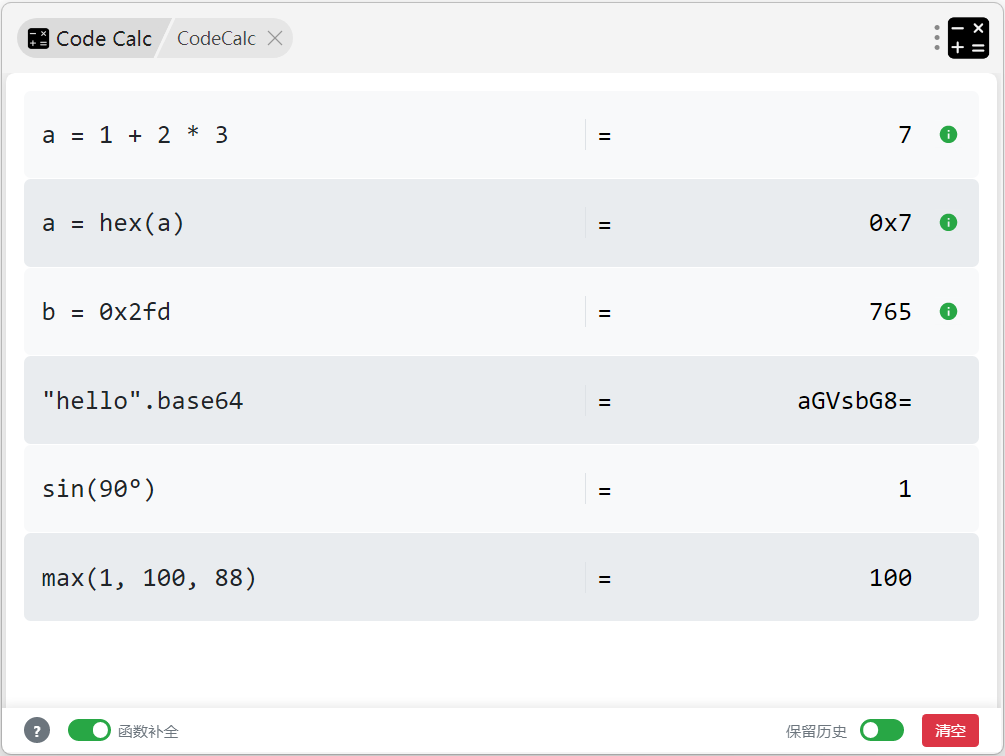 Code Calc CodeCalc
a = 1 + 2 * 3 = 7
a = hex(a) = 0x7
b = 0x2fd = 765
"hello".base64 = aGVsbG8=
sin(90°) = 1
max(1, 100, 88) = 100
? 函数补全 保留历史 清空